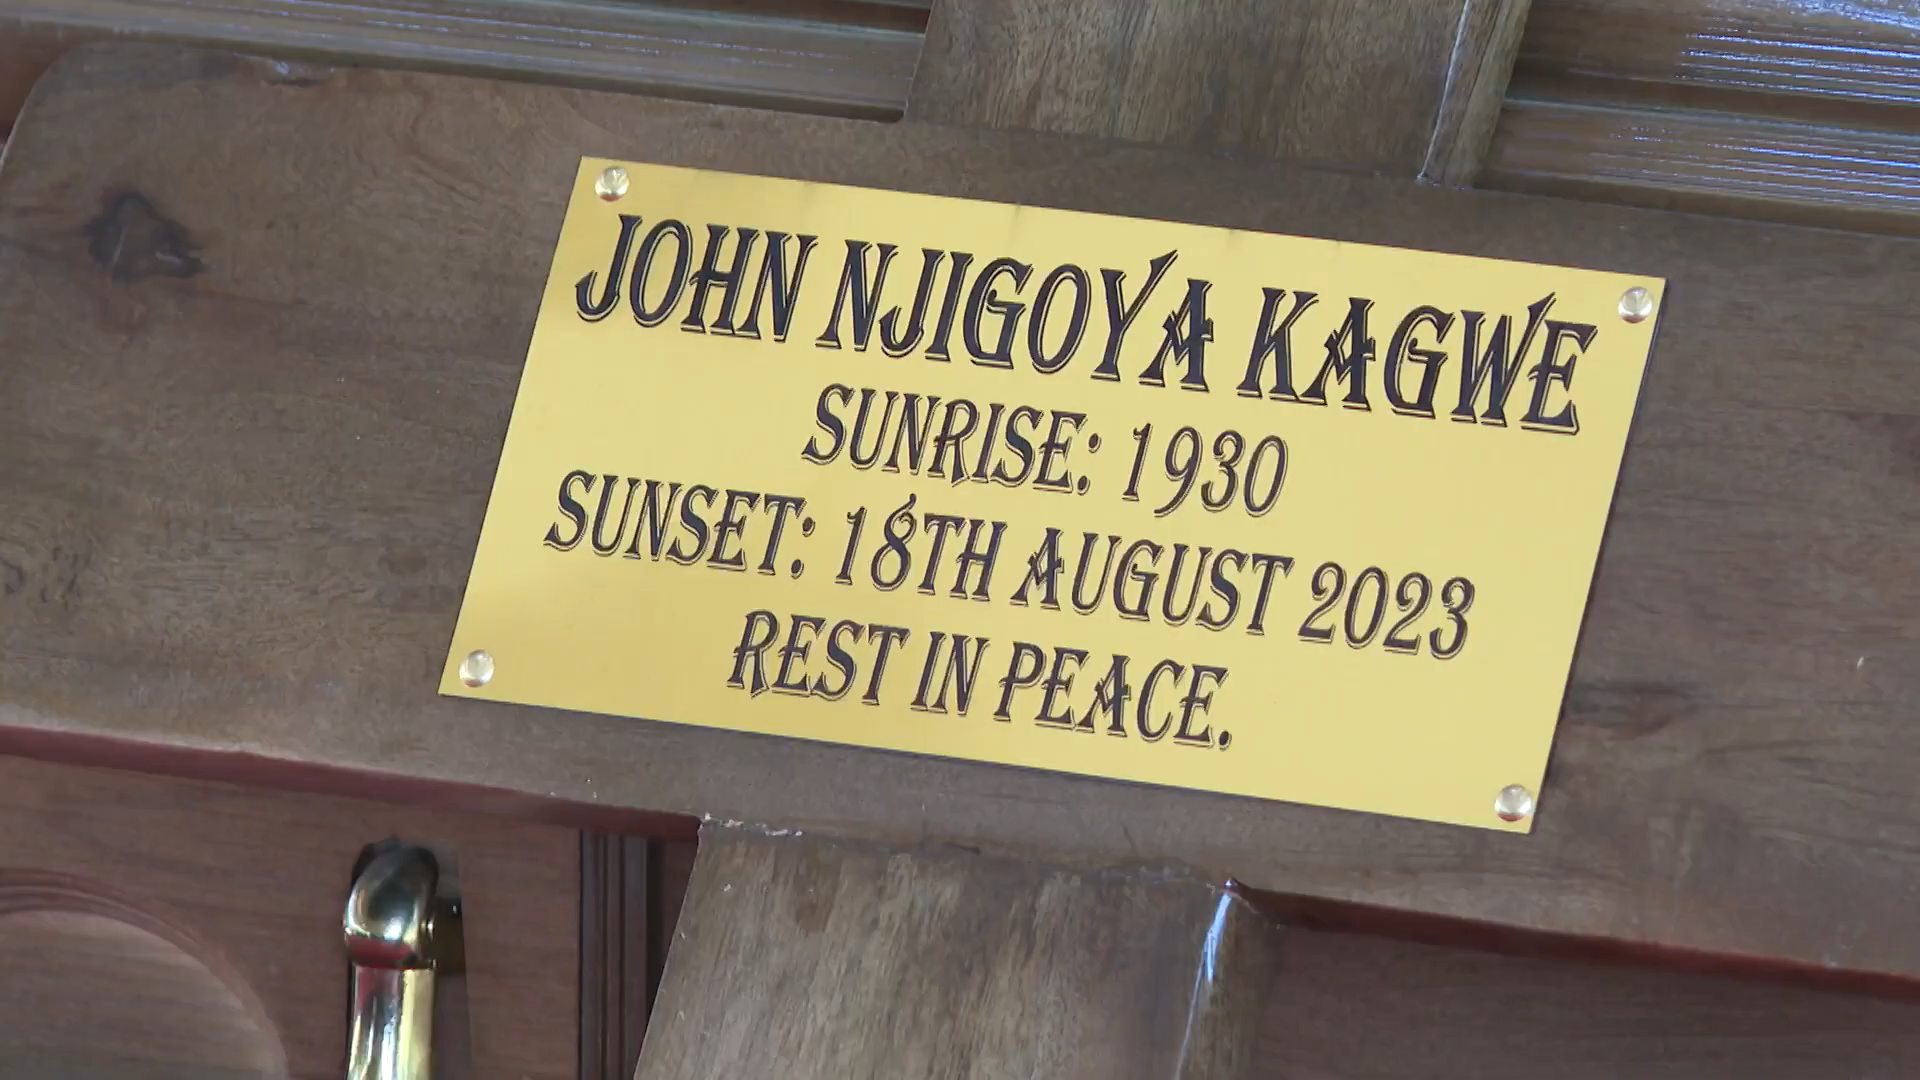 JOHN NJIGOYA KAGWE
SUNRISE: 1930
SUNSET: 18TH AUGUST 2023
REST IN PEACE.